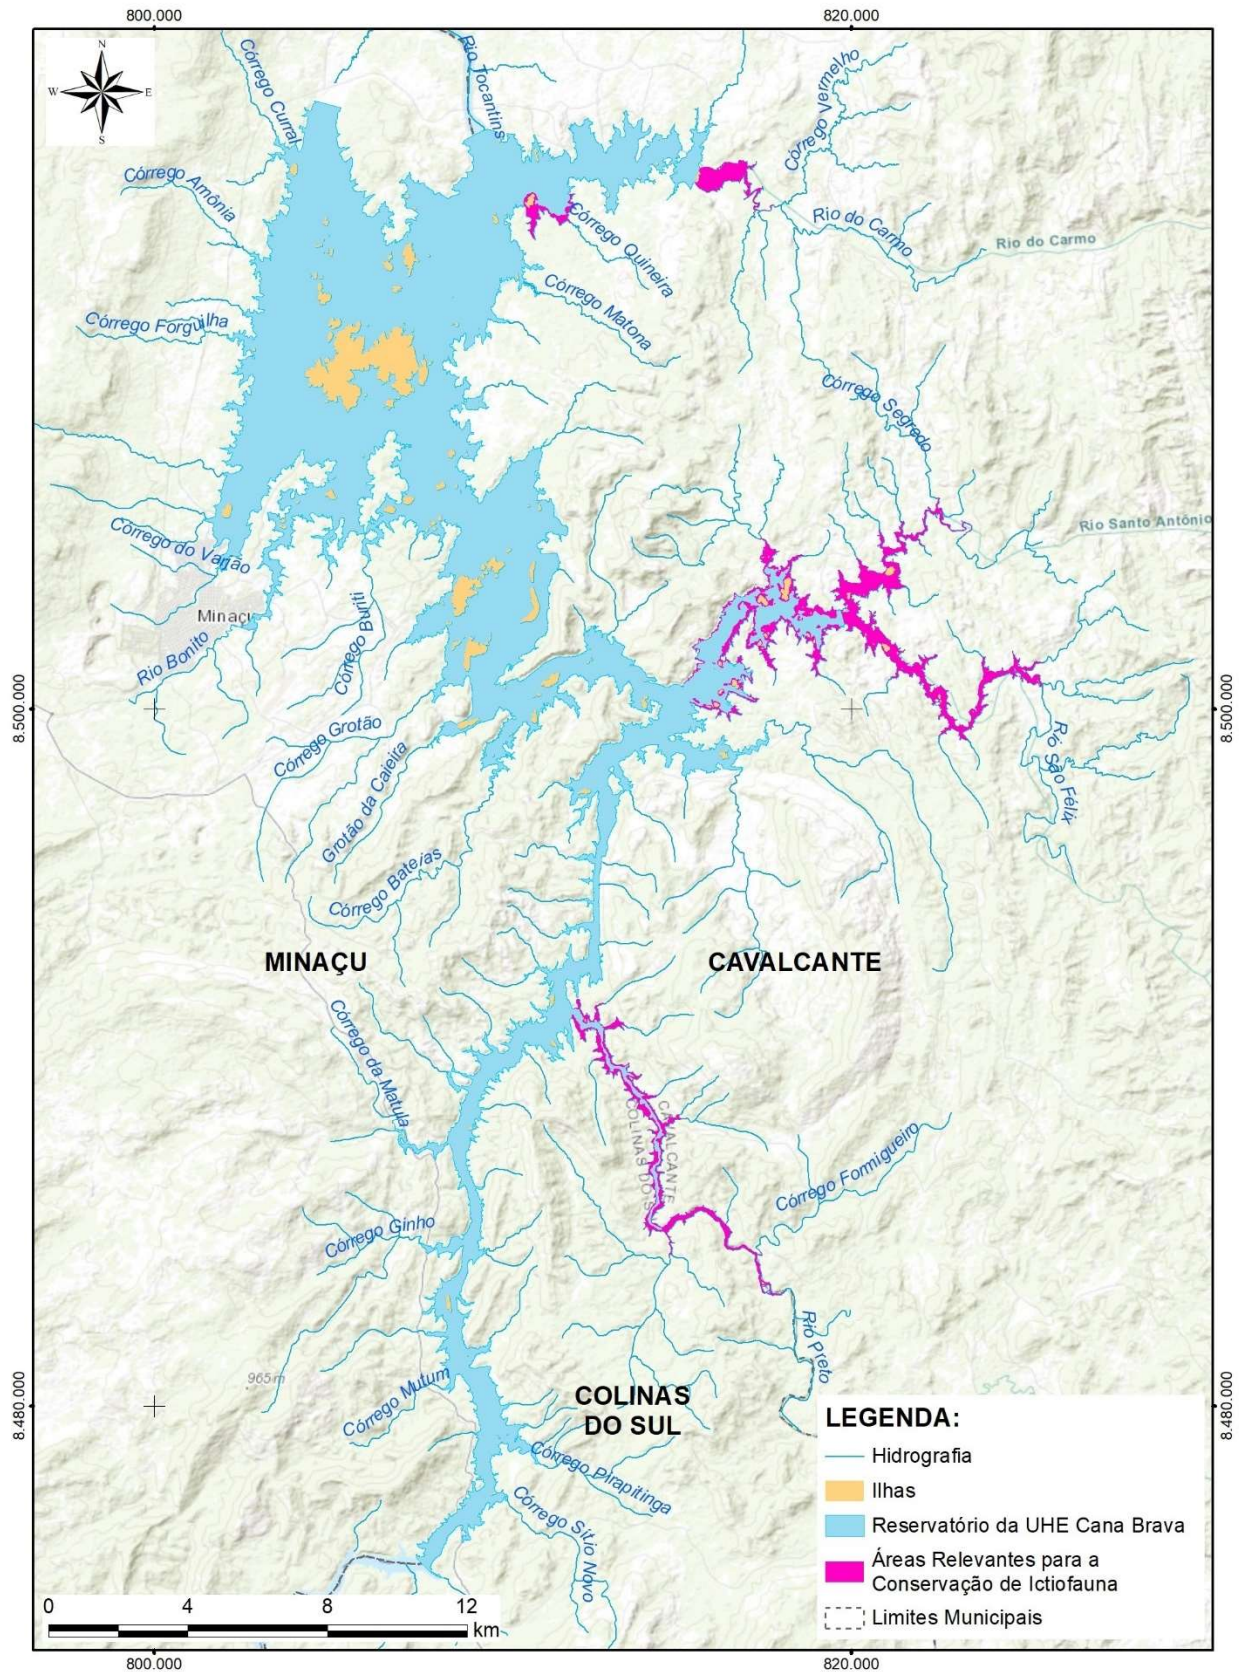 800.000
820.000
N
W
E
S
Córrego Curral
Rio Tocantins
Córrego Vermelho
Córrego Amônia
Córrego Quineira
Rio do Carmo
Rio do Carmo
Córrego Matona
Córrego Forguilha
Córrego Segredo
Córrego do Varjão
Rio Santo Antônio
Minaçu
Córrego Buriti
Rio Bonito
8.500.000
8.500.000
Córrego Grotão
Grotão da Caieira
Rio São Félix
Córrego Bateias
MINAÇU
CAVALCANTE
Córrego da Matula
CAVALCANTE
COLINAS DO S
Córrego Formigueiro
Córrego Ginho
Rio Preto
965 m
Córrego Mutum
COLINAS
DO SUL
8.480.000
8.480.000
Córrego Pirapitinga
Córrego Sítio Novo
LEGENDA:
Hidrografia
Ilhas
Reservatório da UHE Cana Brava
Áreas Relevantes para a
Conservação de Ictiofauna
Limites Municipais
0 4 8 12
km
800.000
820.000